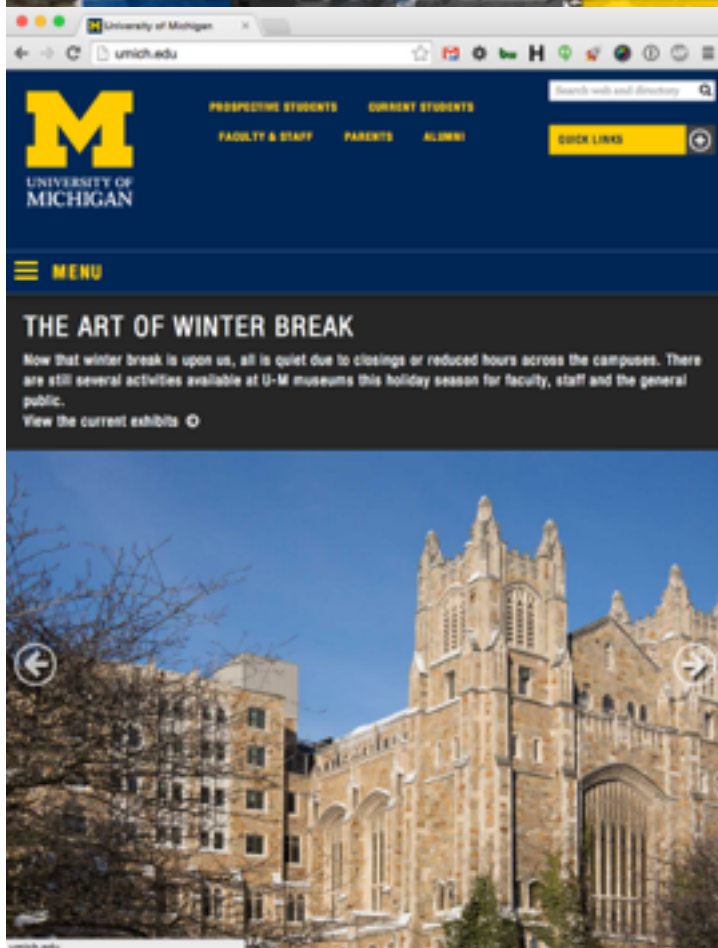 University of Michigan
umich.edu
Search web and directory
PROSPECTIVE STUDENTS CURRENT STUDENTS
FACULTY & STAFF PARENTS ALUMNI
QUICK LINKS
M
UNIVERSITY OF
MICHIGAN
MENU
THE ART OF WINTER BREAK
Now that winter break is upon us, all is quiet due to closings or reduced hours across the campuses. There
are still several activities available at U-M museums this holiday season for faculty, staff and the general
public.
View the current exhibits
umich.edu